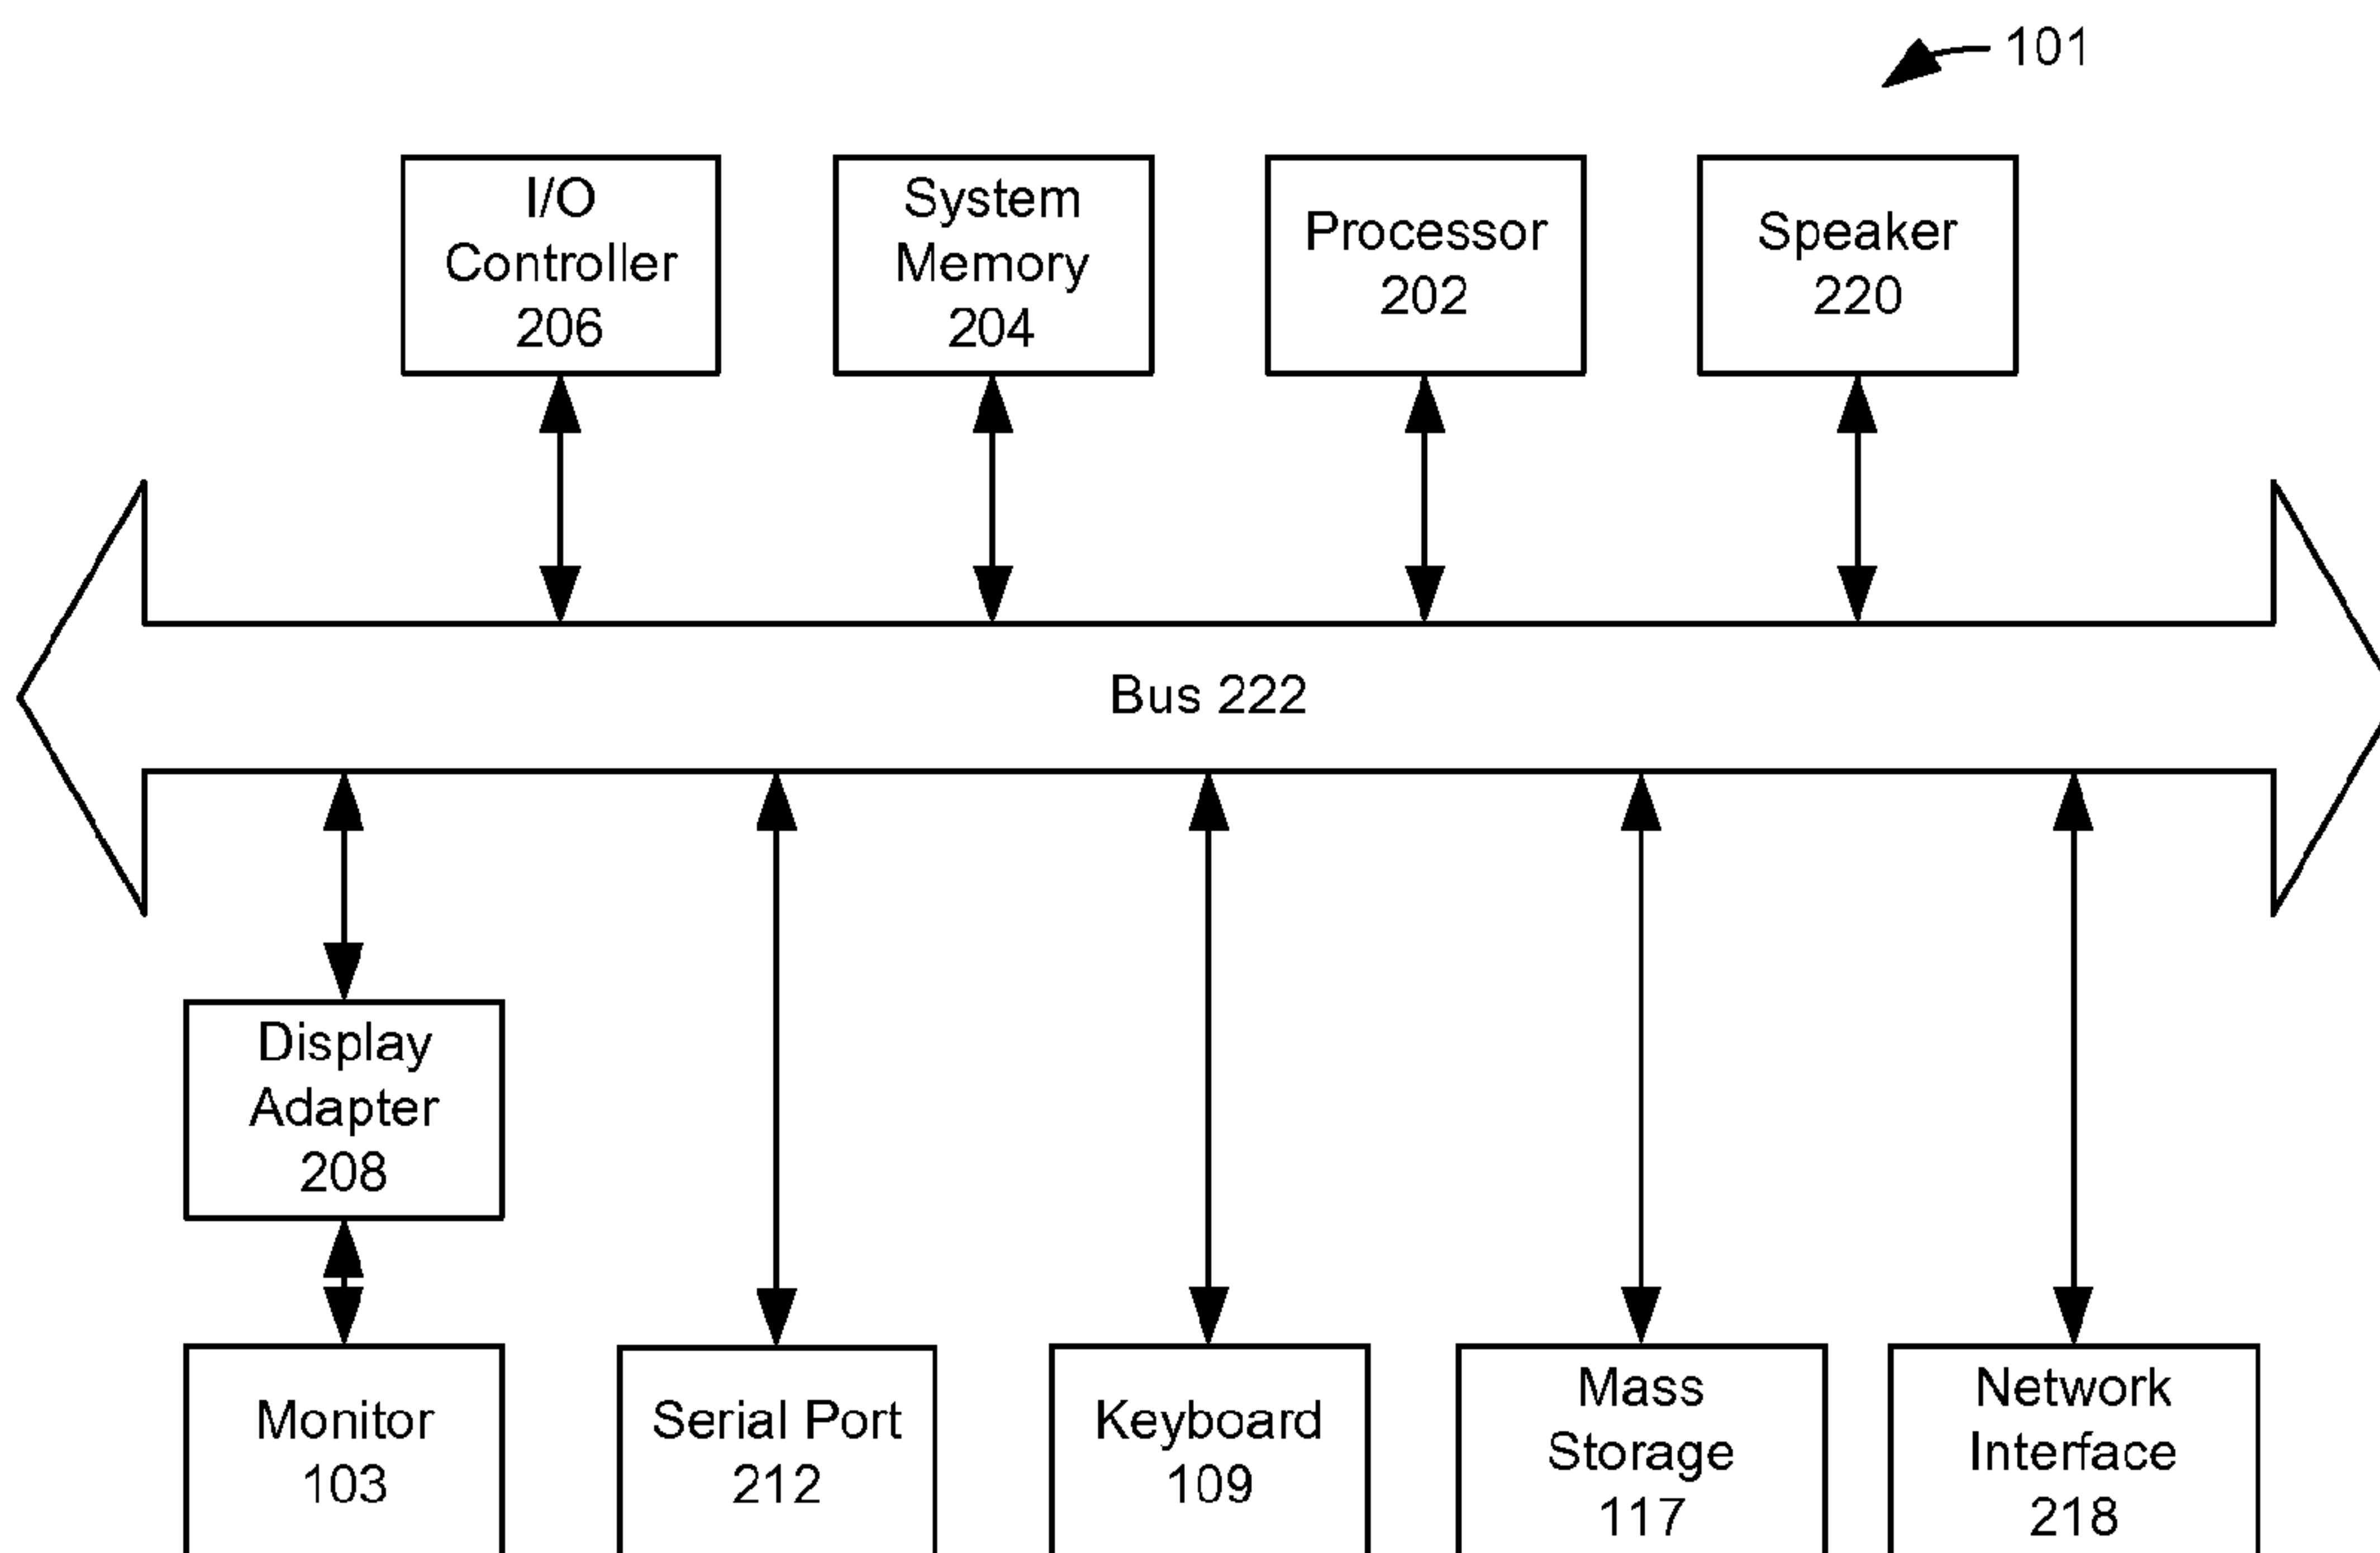 101
I/O
Controller
206
System
Memory
204
Processor
202
Speaker
220
Bus 222
Display
Adapter
208
Monitor
103
Serial Port
212
Keyboard
109
Mass
Storage
117
Network
Interface
218